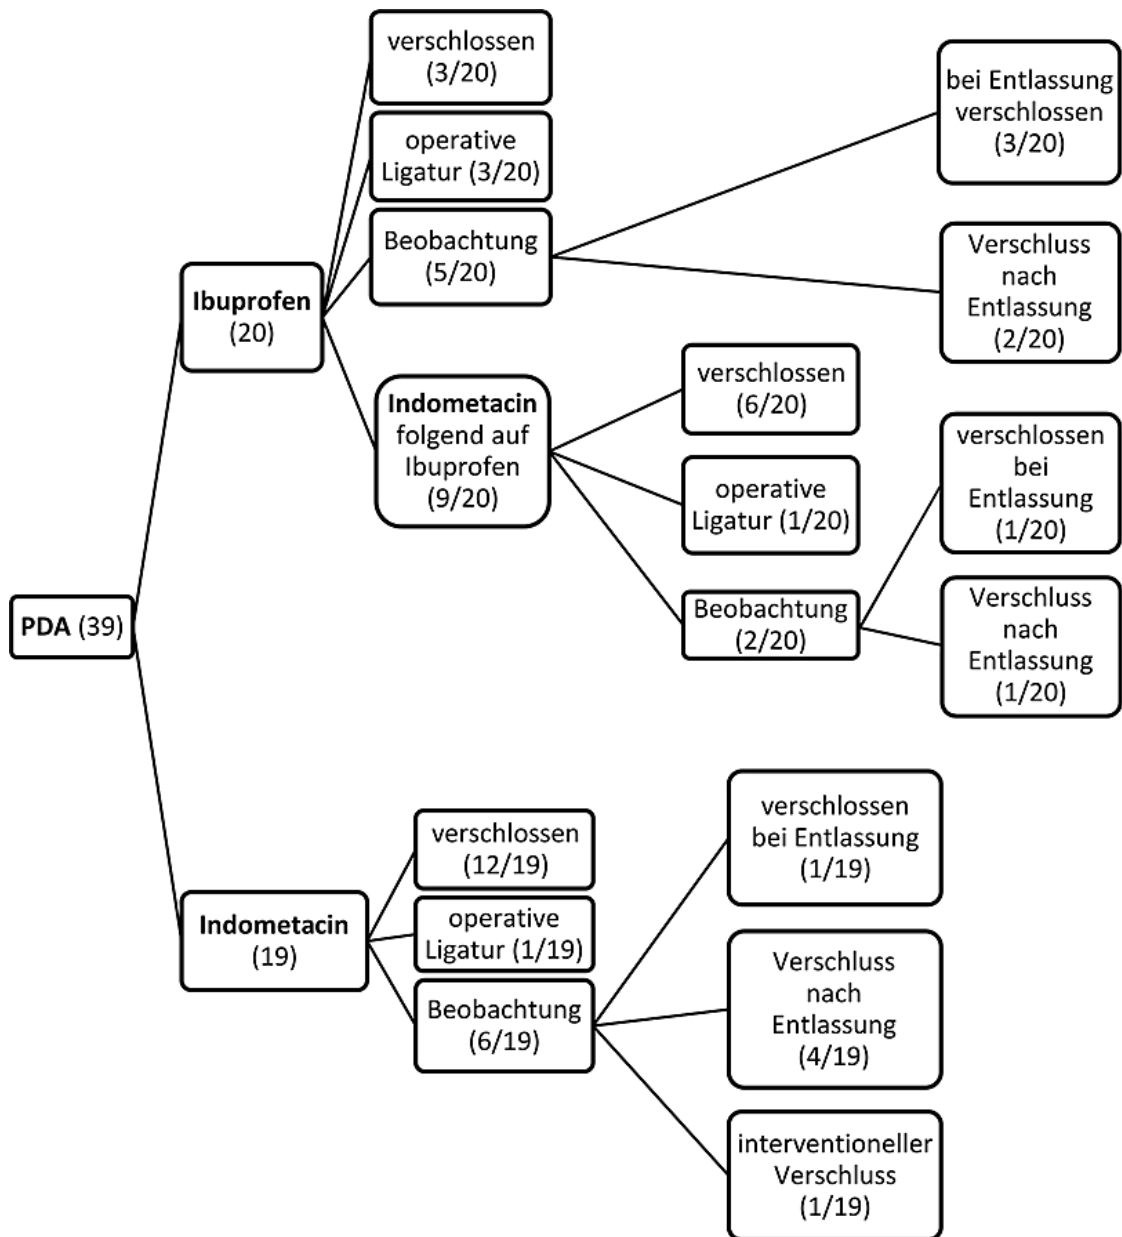 verschlossen
(3/20)
operative
Ligatur (3/20)
Beobachtung
(5/20)
bei Entlassung
verschlossen
(3/20)
Verschluss
nach
Entlassung
(2/20)
Ibuprofen
(20)
Indometacin
folgend auf
Ibuprofen
(9/20)
verschlossen
(6/20)
operative
Ligatur (1/20)
Beobachtung
(2/20)
verschlossen
bei
Entlassung
(1/20)
Verschluss
nach
Entlassung
(1/20)
PDA (39)
Indometacin
(19)
verschlossen
(12/19)
operative
Ligatur (1/19)
Beobachtung
(6/19)
verschlossen
bei Entlassung
(1/19)
Verschluss
nach
Entlassung
(4/19)
interventioneller
Verschluss
(1/19)